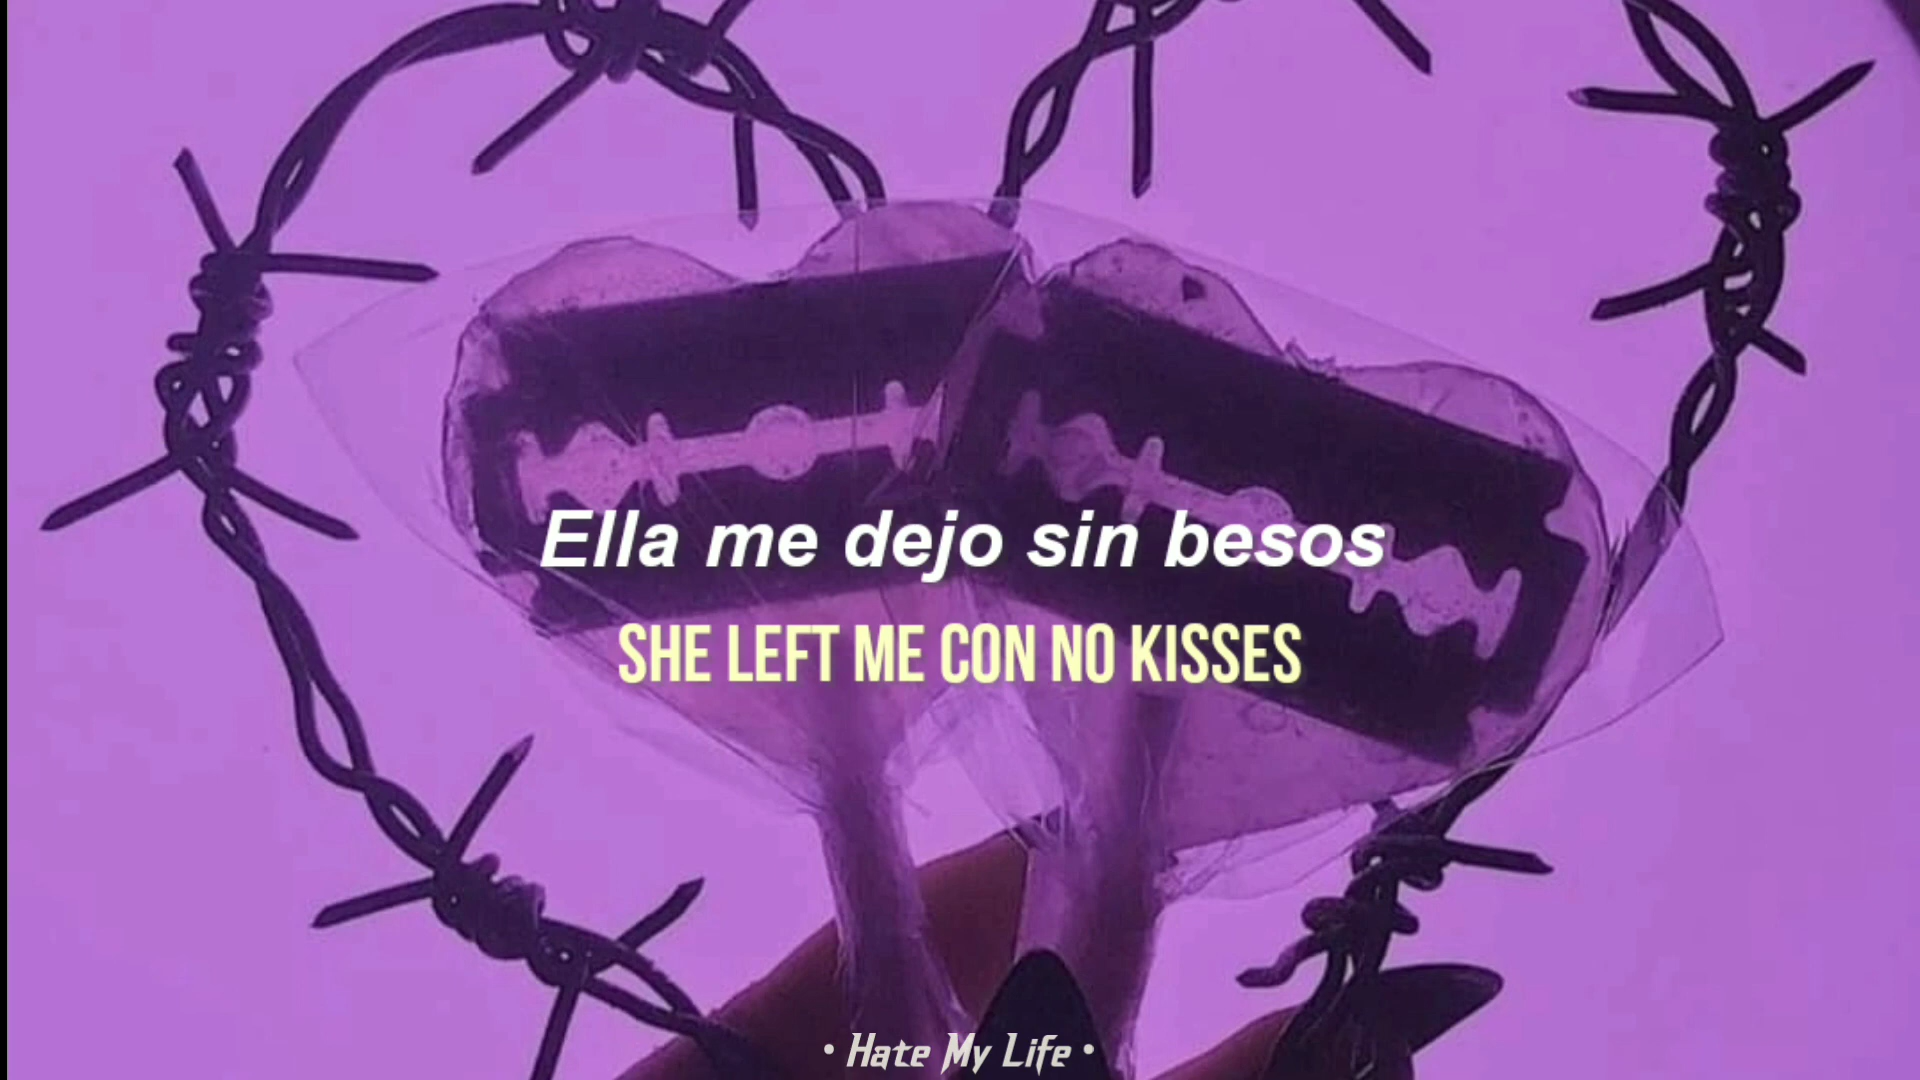 Ella me dejo sin besos
SHE LEFT ME CON NO KISSES
• Hate My Life •